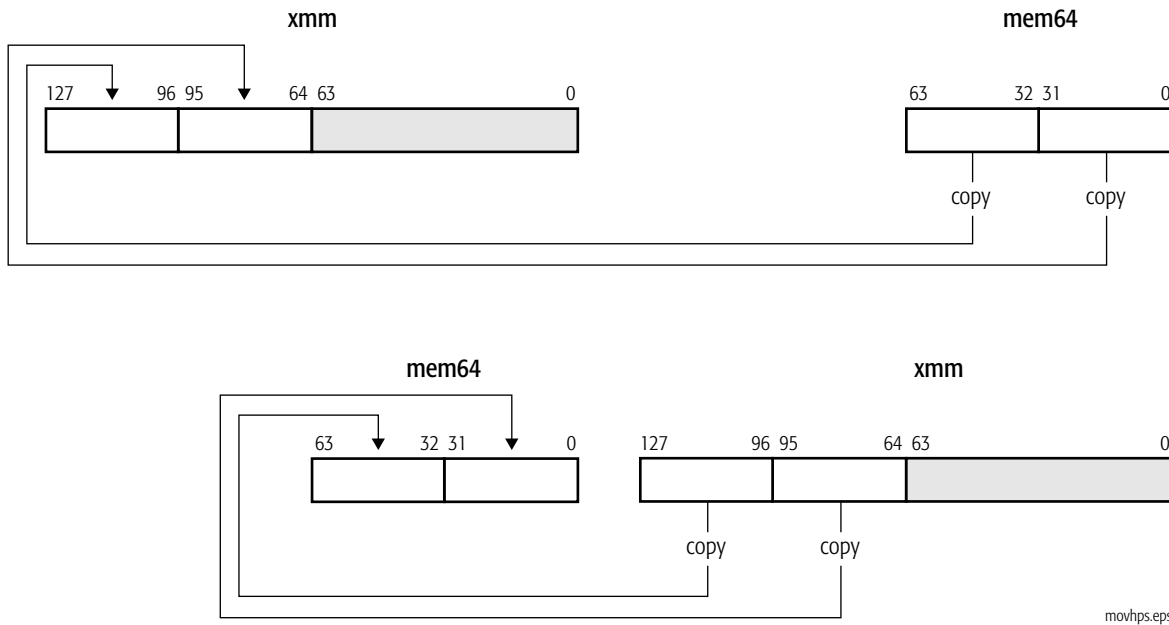 xmm mem64
127 96 95 64 63 0 63 32 31 0
copy copy
mem64 xmm
63 32 31 0 127 96 95 64 63 0
copy copy
movhps.eps